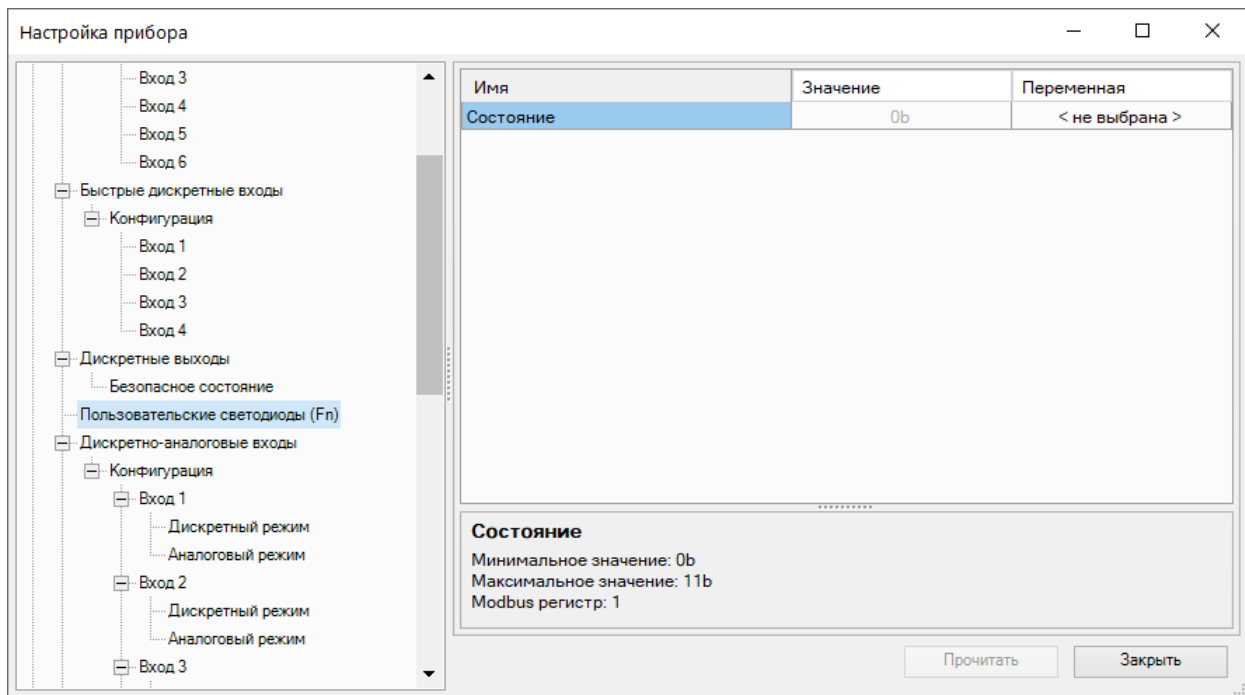 Настройка прибора
Вход 3
Вход 4
Вход 5
Вход 6
Быстрые дискретные входы
Конфигурация
Вход 1
Вход 2
Вход 3
Вход 4
Дискретные выходы
Безопасное состояние
Пользовательские светодиоды (Fn)
Дискретно-аналоговые входы
Конфигурация
Вход 1
Дискретный режим
Аналоговый режим
Вход 2
Дискретный режим
Аналоговый режим
Вход 3
Имя Значение Переменная
Состояние 0b < не выбрана >
Состояние
Минимальное значение: 0b
Максимальное значение: 11b
Modbus регистр: 1
Прочитать Закрыть